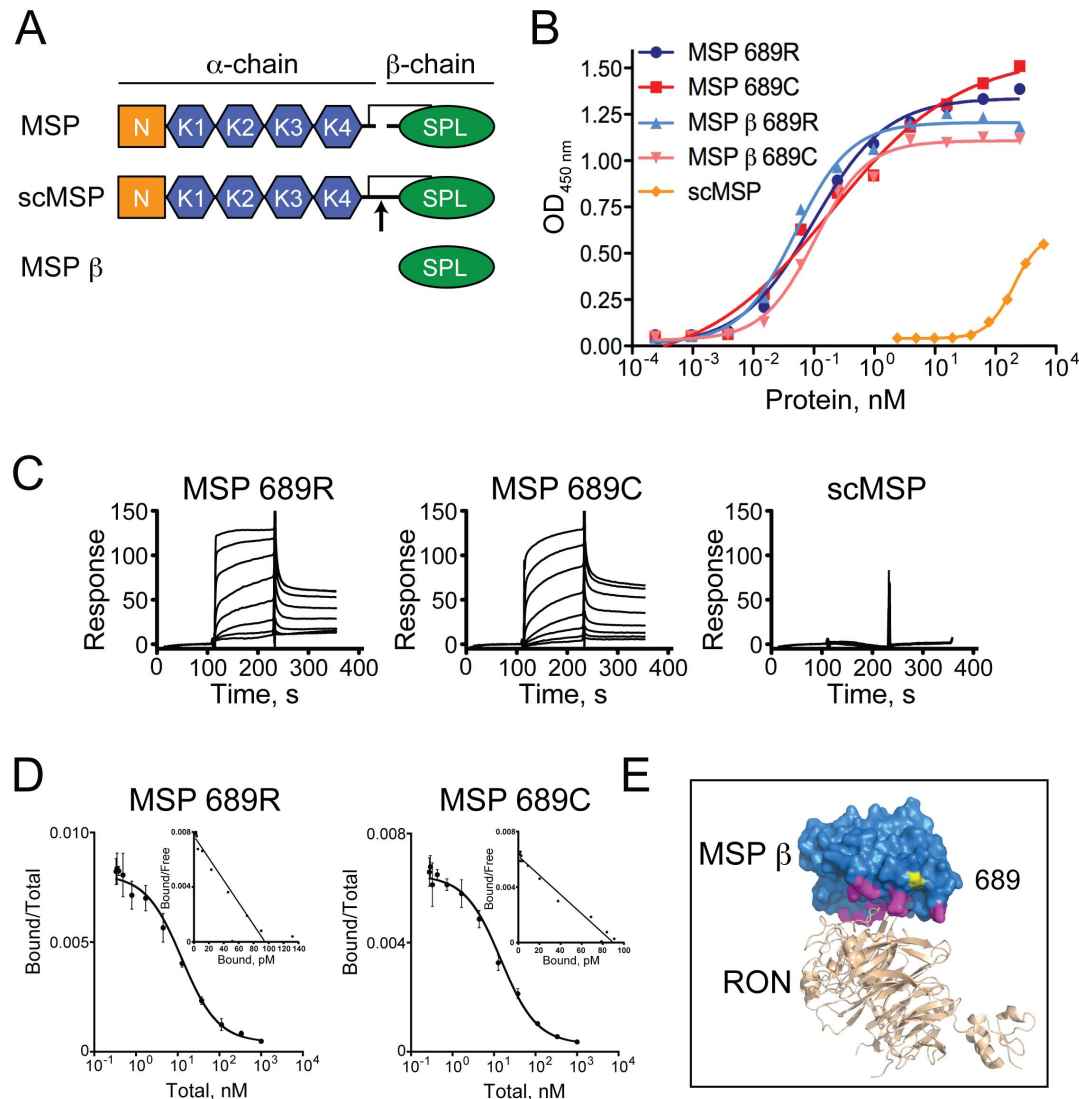 A
α-chain
β-chain
MSP
N
K1
K2
K3
K4
SPL
scMSP
N
K1
K2
K3
K4
SPL
MSP β
SPL
B
MSP 689R
MSP 689C
MSP β 689R
MSP β 689C
scMSP
OD450 nm
1.50
1.25
1.00
0.75
0.50
0.25
0.00
10-4
10-3
10-2
10-1
100
101
102
104
Protein, nM
C
MSP 689R
Response
150
100
50
0
0
100
200
300
400
Time, s
MSP 689C
Response
150
100
50
0
0
100
200
300
400
Time, s
scMSP
Response
150
100
50
0
0
100
200
300
400
Time, s
D
MSP 689R
Bound/Total
0.010
0.005
0
10-1
100
101
102
103
104
Total, nM
Bound/Free
0.008
0.004
0
0
20
40
60
80
100
120
140
Bound, pM
MSP 689C
Bound/Total
0.008
0.004
0
10-1
100
101
102
103
104
Total, nM
Bound/Free
0.008
0.004
0
0
20
40
60
80
100
Bound, pM
E
MSP β
689
RON